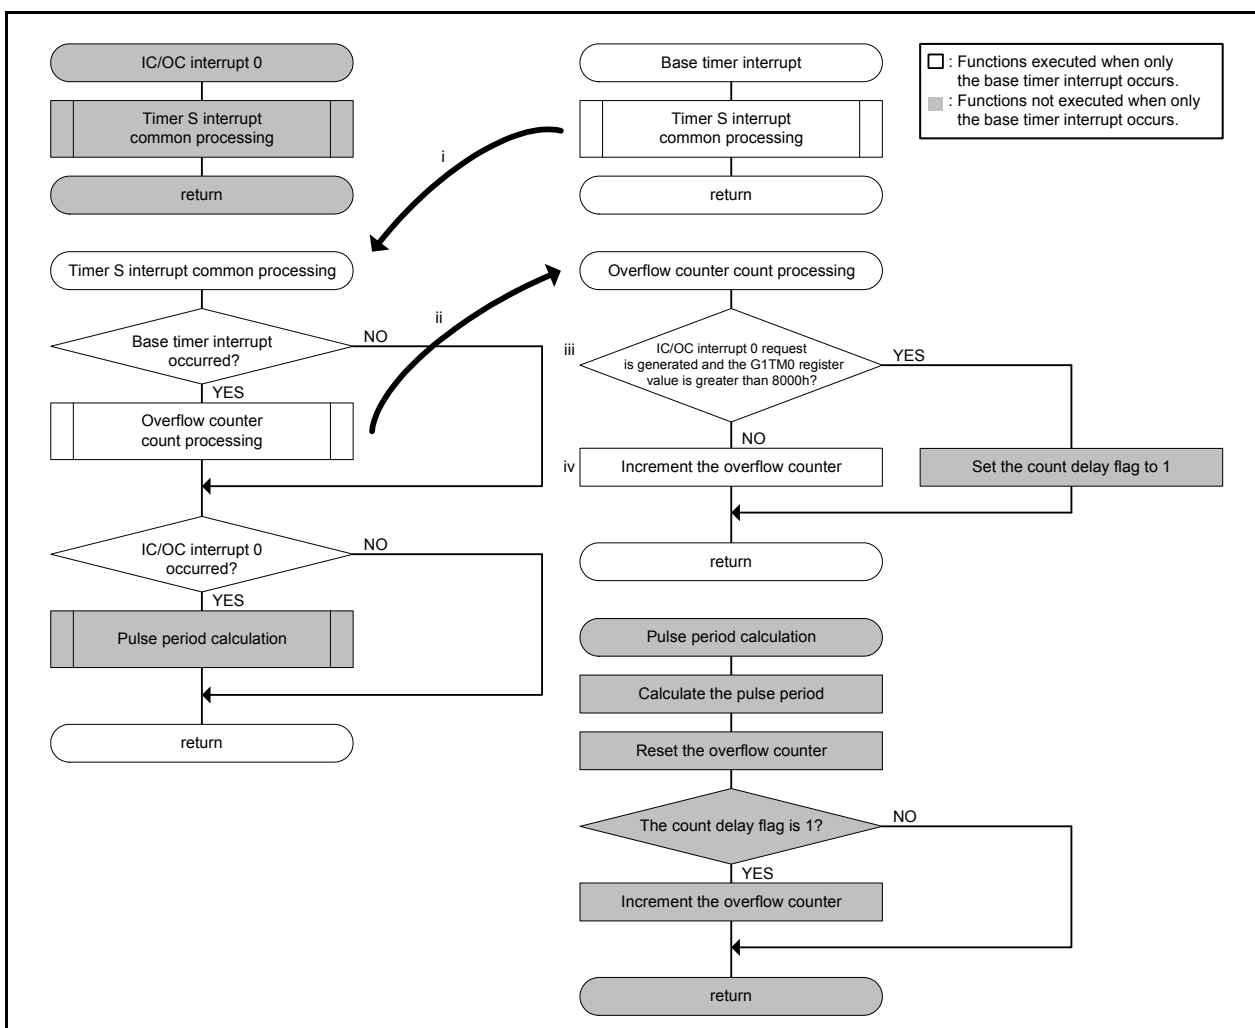 IC/OC interrupt 0
Timer S interrupt
common processing
return
Base timer interrupt
Timer S interrupt
common processing
return
: Functions executed when only
the base timer interrupt occurs.
: Functions not executed when only
the base timer interrupt occurs.
i
Timer S interrupt common processing
Base timer interrupt
occurred?
NO
YES
Overflow counter
count processing
IC/OC interrupt 0
occurred?
NO
YES
Pulse period calculation
return
ii
Overflow counter count processing
iii
IC/OC interrupt 0 request
is generated and the G1TM0 register
value is greater than 8000h?
YES
NO
iv
Increment the overflow counter
Set the count delay flag to 1
return
Pulse period calculation
Calculate the pulse period
Reset the overflow counter
The count delay flag is 1?
NO
YES
Increment the overflow counter
return